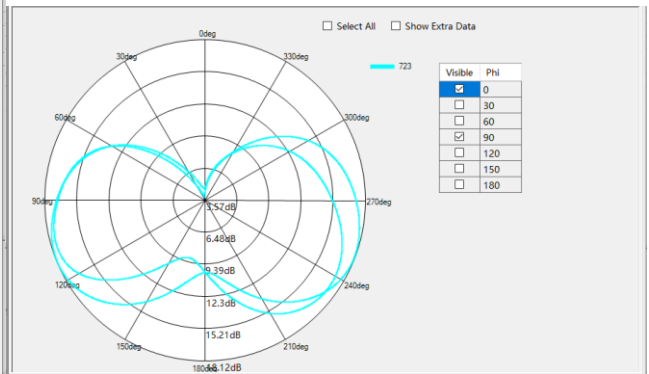 Select All
Show Extra Data
0deg
30deg
330deg
723
Visible Phi
0
30
60
90
120
150
180
60deg
300deg
90deg
3.57dB
270deg
6.48dB
9.39dB
120deg
240deg
12.3dB
15.21dB
150deg
210deg
180deg
18.12dB